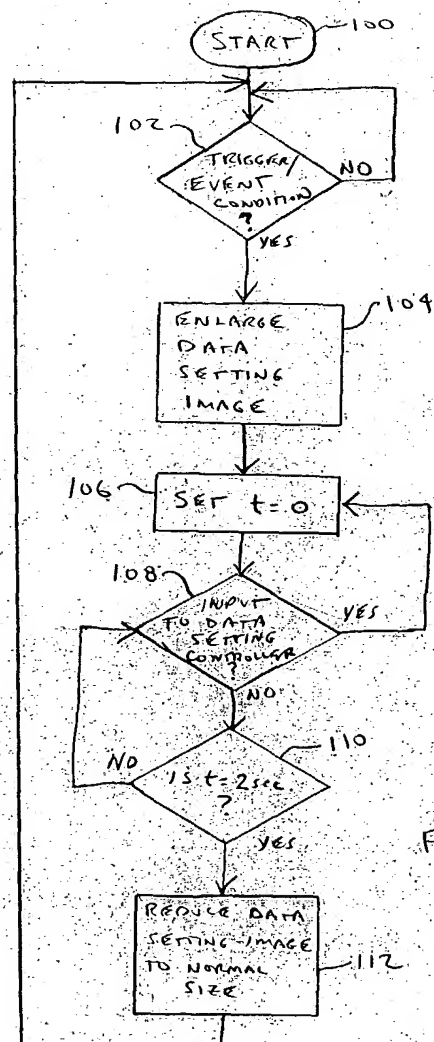 START
100
102
TRIGGER/
EVENT
CONDITION
?
NO
YES
104
ENLARGE
DATA
SETTING
IMAGE
106
SET t=0
108
INPUT
TO DATA
SETTING
CONTROLLER
?
YES
NO
110
IS t=2sec.
?
NO
YES
F
REDUCE DATA
SETTING IMAGE
TO NORMAL
SIZE
112